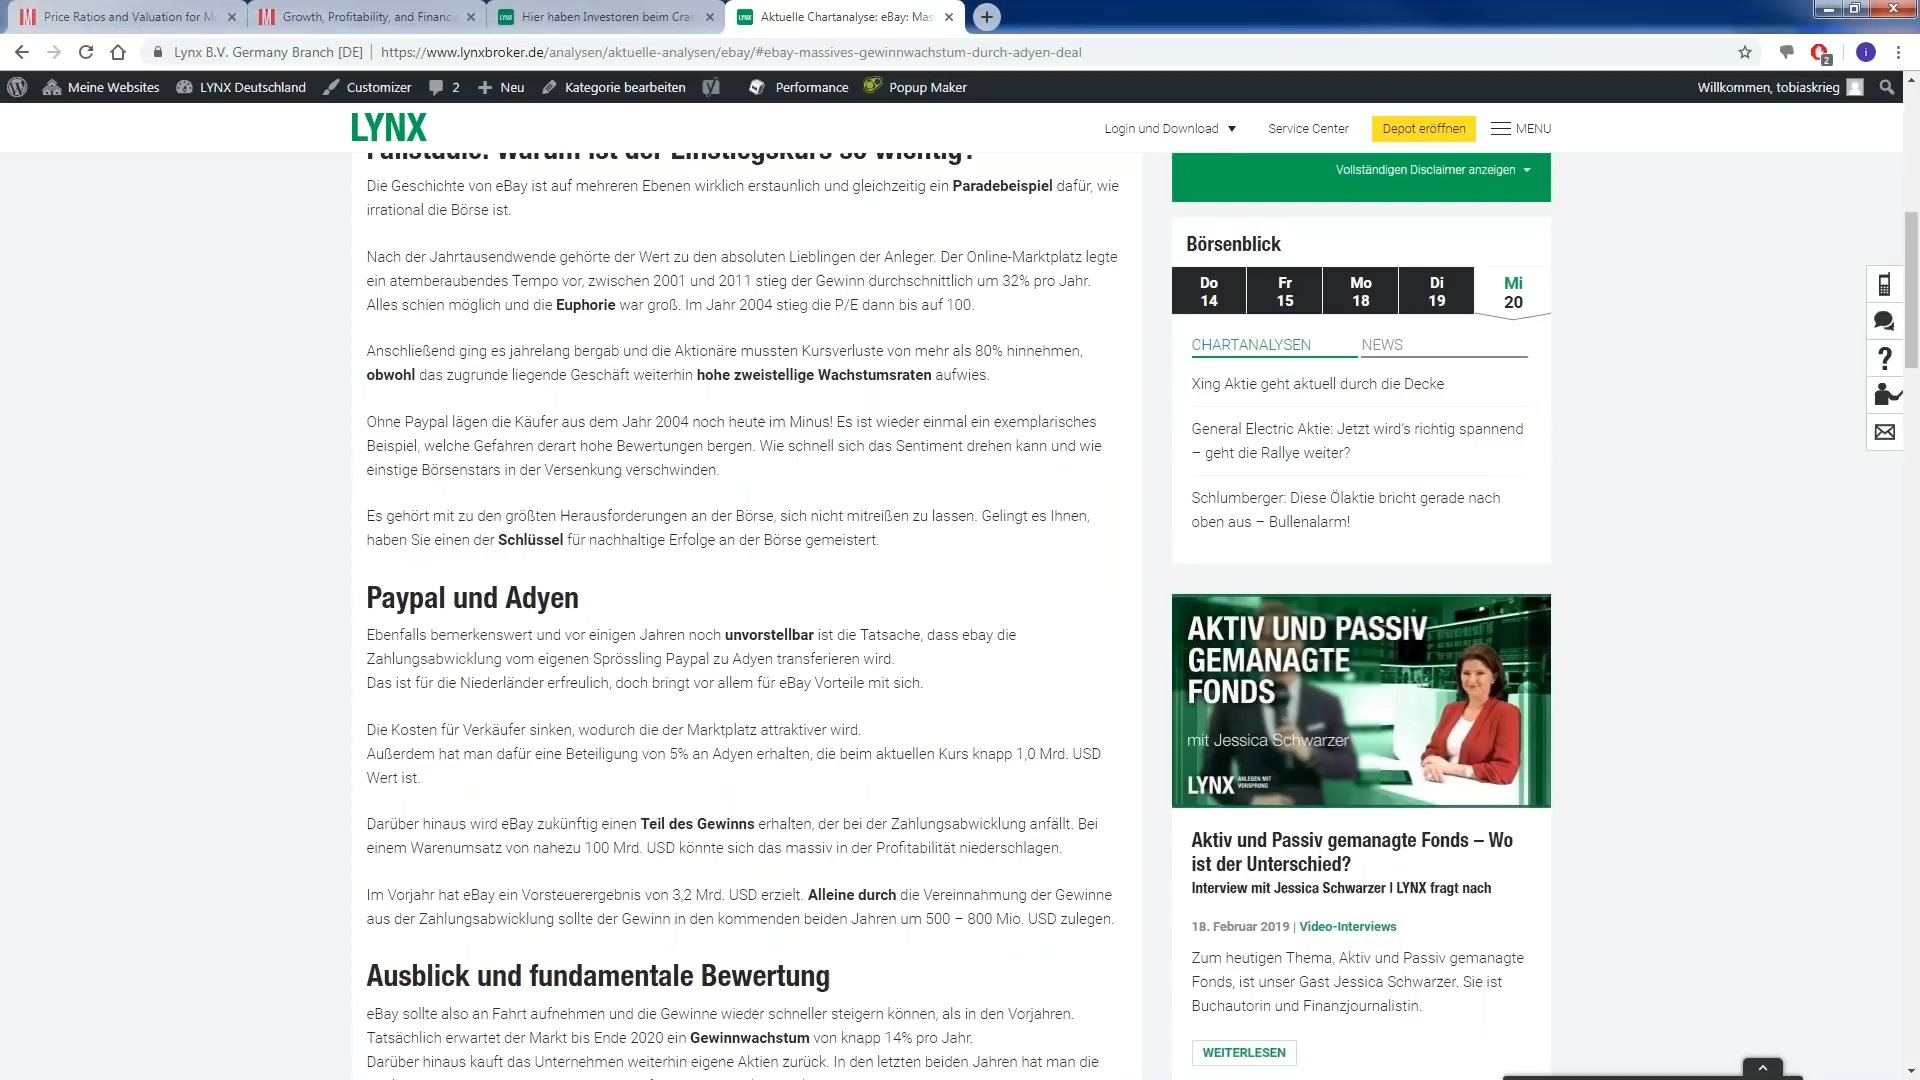 Price Ratios and Valuation for M
Growth, Profitability, and Financi
Hier haben Investoren beim Cras
Aktuelle Chartanalyse: eBay: Mas
Lynx B.V. Germany Branch [DE]
https://www.lynxbroker.de/analysen/aktuelle-analysen/ebay/#ebay-massives-gewinnwachstum-durch-adyen-deal
2
Meine Websites
LYNX Deutschland
Customizer
2
Neu
Kategorie bearbeiten
Performance
Popup Maker
Willkommen, tobiaskrieg
LYNX
Login und Download
Service Center
Depot eröffnen
MENU
Fallstudie: Warum ist der Einstiegskurs so wichtig?
Die Geschichte von eBay ist auf mehreren Ebenen wirklich erstaunlich und gleichzeitig ein Paradebeispiel dafür, wie
irrational die Börse ist.
Nach der Jahrtausendwende gehörte der Wert zu den absoluten Lieblingen der Anleger. Der Online-Marktplatz legte
ein atemberaubendes Tempo vor, zwischen 2001 und 2011 stieg der Gewinn durchschnittlich um 32% pro Jahr.
Alles schien möglich und die Euphorie war groß. Im Jahr 2004 stieg die P/E dann bis auf 100.
Anschließend ging es jahrelang bergab und die Aktionäre mussten Kursverluste von mehr als 80% hinnehmen,
obwohl das zugrunde liegende Geschäft weiterhin hohe zweistellige Wachstumsraten aufwies.
Ohne Paypal lägen die Käufer aus dem Jahr 2004 noch heute im Minus! Es ist wieder einmal ein exemplarisches
Beispiel, welche Gefahren derart hohe Bewertungen bergen. Wie schnell sich das Sentiment drehen kann und wie
einstige Börsenstars in der Versenkung verschwinden.
Es gehört mit zu den größten Herausforderungen an der Börse, sich nicht mitreißen zu lassen. Gelingt es Ihnen,
haben Sie einen der Schlüssel für nachhaltige Erfolge an der Börse gemeistert.
Paypal und Adyen
Ebenfalls bemerkenswert und vor einigen Jahren noch unvorstellbar ist die Tatsache, dass ebay die
Zahlungsabwicklung vom eigenen Sprössling Paypal zu Adyen transferieren wird.
Das ist für die Niederländer erfreulich, doch bringt vor allem für eBay Vorteile mit sich.
Die Kosten für Verkäufer sinken, wodurch die der Marktplatz attraktiver wird.
Außerdem hat man dafür eine Beteiligung von 5% an Adyen erhalten, die beim aktuellen Kurs knapp 1,0 Mrd. USD
Wert ist.
Darüber hinaus wird eBay zukünftig einen Teil des Gewinns erhalten, der bei der Zahlungsabwicklung anfällt. Bei
einem Warenumsatz von nahezu 100 Mrd. USD könnte sich das massiv in der Profitabilität niederschlagen.
Im Vorjahr hat eBay ein Vorsteuerergebnis von 3,2 Mrd. USD erzielt. Alleine durch die Vereinnahmung der Gewinne
aus der Zahlungsabwicklung sollte der Gewinn in den kommenden beiden Jahren um 500 – 800 Mio. USD zulegen.
Ausblick und fundamentale Bewertung
eBay sollte also an Fahrt aufnehmen und die Gewinne wieder schneller steigern können, als in den Vorjahren.
Tatsächlich erwartet der Markt bis Ende 2020 ein Gewinnwachstum von knapp 14% pro Jahr.
Darüber hinaus kauft das Unternehmen weiterhin eigene Aktien zurück. In den letzten beiden Jahren hat man die
Vollständigen Disclaimer anzeigen
Börsenblick
Do
14
Fr
15
Mo
18
Di
19
Mi
20
CHARTANALYSEN
NEWS
Xing Aktie geht aktuell durch die Decke
General Electric Aktie: Jetzt wird's richtig spannend
– geht die Rallye weiter?
Schlumberger: Diese Ölaktie bricht gerade nach
oben aus – Bullenalarm!
AKTIV UND PASSIV
GEMANAGTE
FONDS
mit Jessica Schwarzer
LYNX ANLEGEN MIT
VORSPRUNG
Aktiv und Passiv gemanagte Fonds – Wo
ist der Unterschied?
Interview mit Jessica Schwarzer | LYNX fragt nach
18. Februar 2019 | Video-Interviews
Zum heutigen Thema, Aktiv und Passiv gemanagte
Fonds, ist unser Gast Jessica Schwarzer. Sie ist
Buchautorin und Finanzjournalistin.
WEITERLESEN